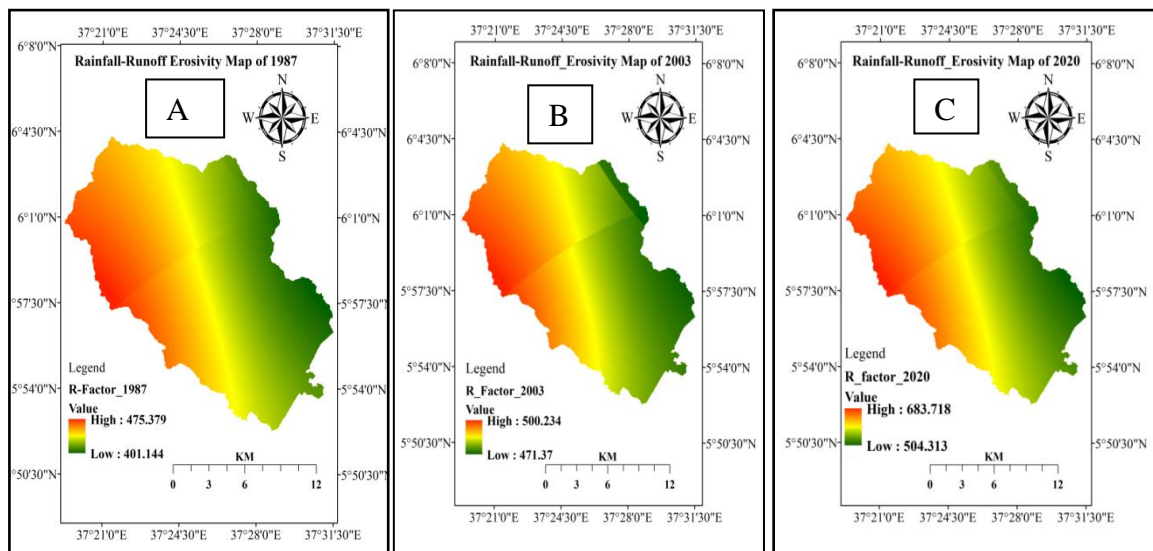 37°21'0"E 37°24'30"E 37°28'0"E 37°31'30"E
6°8'0"N 6°8'0"N
Rainfall-Runoff Erosivity Map of 1987
A
N
W E
S
6°4'30"N 6°4'30"N
6°1'0"N 6°1'0"N
5°57'30"N 5°57'30"N
Legend
R-Factor_1987
5°54'0"N 5°54'0"N
Value
High : 475.379
Low : 401.144
KM
5°50'30"N 5°50'30"N
0 3 6 12
37°21'0"E 37°24'30"E 37°28'0"E 37°31'30"E
37°21'0"E 37°24'30"E 37°28'0"E 37°31'30"E
6°8'0"N 6°8'0"N
Rainfall-Runoff_Erosivity Map of 2003
B
N
W E
S
6°4'30"N 6°4'30"N
6°1'0"N 6°1'0"N
5°57'30"N 5°57'30"N
Legend
5°54'0"N 5°54'0"N
R_Factor_2003
Value
High : 500.234
Low : 471.37
5°50'30"N 5°50'30"N
KM
0 3 6 12
37°21'0"E 37°24'30"E 37°28'0"E 37°31'30"E
37°21'0"E 37°24'30"E 37°28'0"E 37°31'30"E
6°8'0"N 6°8'0"N
Rainfall-Runoff_Erosivity Map of 2020
C
N
W E
S
6°4'30"N 6°4'30"N
6°1'0"N 6°1'0"N
5°57'30"N 5°57'30"N
Legend
5°54'0"N 5°54'0"N
R_factor_2020
Value
High : 683.718
Low : 504.313
5°50'30"N 5°50'30"N
KM
0 3 6 12
37°21'0"E 37°24'30"E 37°28'0"E 37°31'30"E